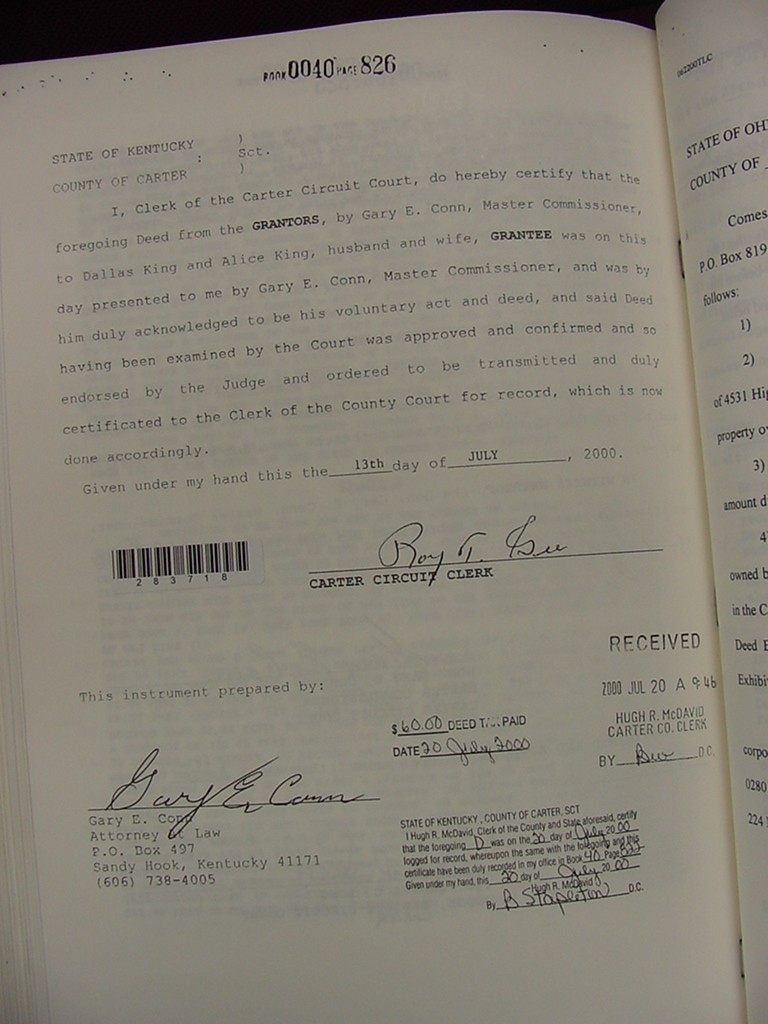 BOOK 0040 PAGE 826
STATE OF KENTUCKY )
: Sct.
COUNTY OF CARTER )
I, Clerk of the Carter Circuit Court, do hereby certify that the
foregoing Deed from the GRANTORS, by Gary E. Conn, Master Commissioner,
to Dallas King and Alice King, husband and wife, GRANTEE was on this
day presented to me by Gary E. Conn, Master Commissioner, and was by
him duly acknowledged to be his voluntary act and deed, and said Deed
having been examined by the Court was approved and confirmed and so
endorsed by the Judge and ordered to be transmitted and duly
certificated to the Clerk of the County Court for record, which is now
done accordingly.
Given under my hand this the 13th day of JULY, 2000.
283718
Roy T.
CARTER CIRCUIT CLERK
RECEIVED
2000 JUL 20 A 9: 46
HUGH R. McDAVID
CARTER CO. CLERK
BY D.C.
This instrument prepared by:
$ 60.00 DEED TAX PAID
DATE 20 July 2000
Gary E. Conn
Gary E. Conn
Attorney at Law
P.O. Box 497
Sandy Hook, Kentucky 41171
(606) 738-4005
STATE OF KENTUCKY, COUNTY OF CARTER, SCT
I Hugh R. McDavid, Clerk of the County and State aforesaid, certify
that the foregoing D was on the 20 day of July 20 00
logged for record, whereupon the same with the foregoing and this
certificate have been duly recorded in my office in Book 40 Page 823
Given under my hand, this 20 day of July 20 00
Hugh R. McDavid
By B Stapleton D.C.
062200TLC
STATE OF OH
COUNTY OF
Comes
P.O. Box 819
follows:
1)
2)
of 4531 Hi
property o
3)
amount d
4
owned b
in the C
Deed E
Exhibi
corpo
0280
224